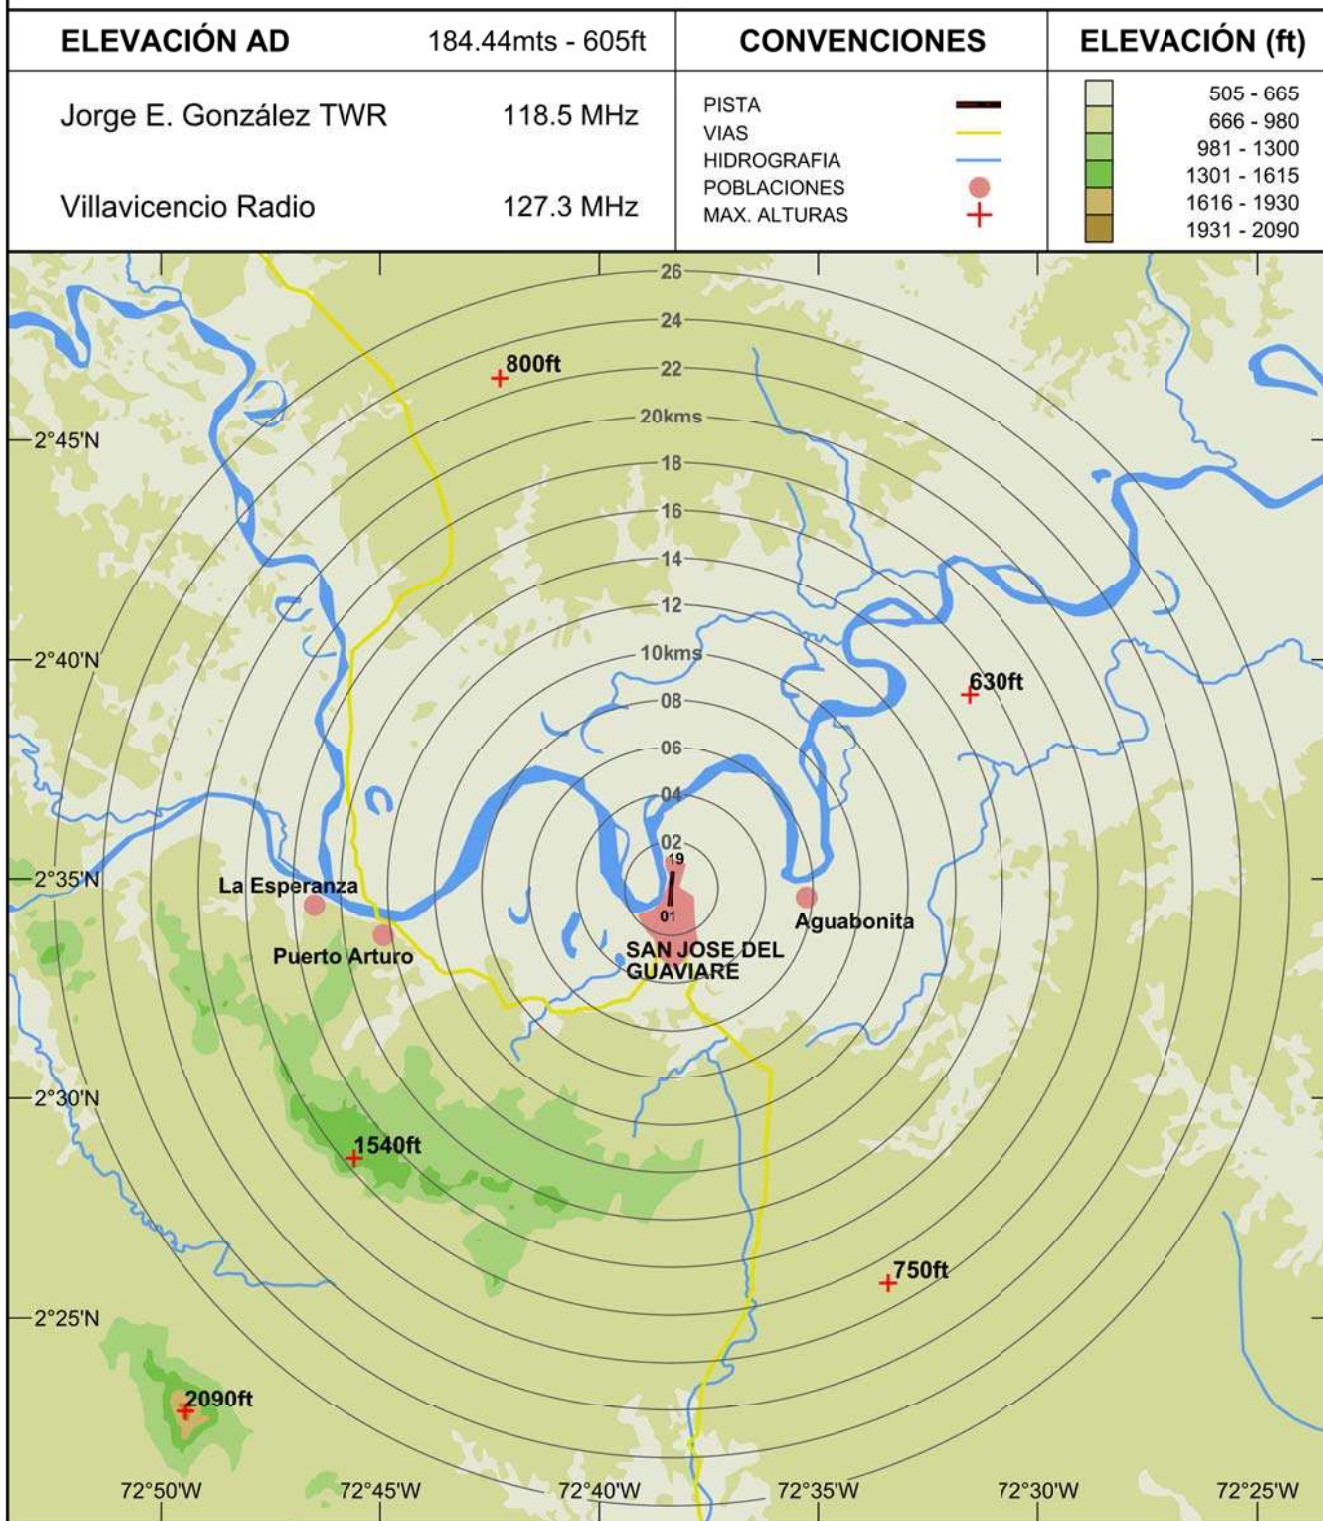 ELEVACIÓN AD 184.44mts - 605ft
Jorge E. González TWR 118.5 MHz
Villavicencio Radio 127.3 MHz
CONVENCIONES
PISTA
VIAS
HIDROGRAFIA
POBLACIONES
MAX. ALTURAS
ELEVACIÓN (ft)
505 - 665
666 - 980
981 - 1300
1301 - 1615
1616 - 1930
1931 - 2090
26
24
800ft
22
20kms
2°45'N
18
16
14
12
10kms
2°40'N
630ft
08
06
04
02
19
2°35'N
La Esperanza
01
Aguabonita
Puerto Arturo
SAN JOSE DEL
GUAVIARE
2°30'N
1540ft
750ft
2°25'N
2090ft
72°50'W 72°45'W 72°40'W 72°35'W 72°30'W 72°25'W